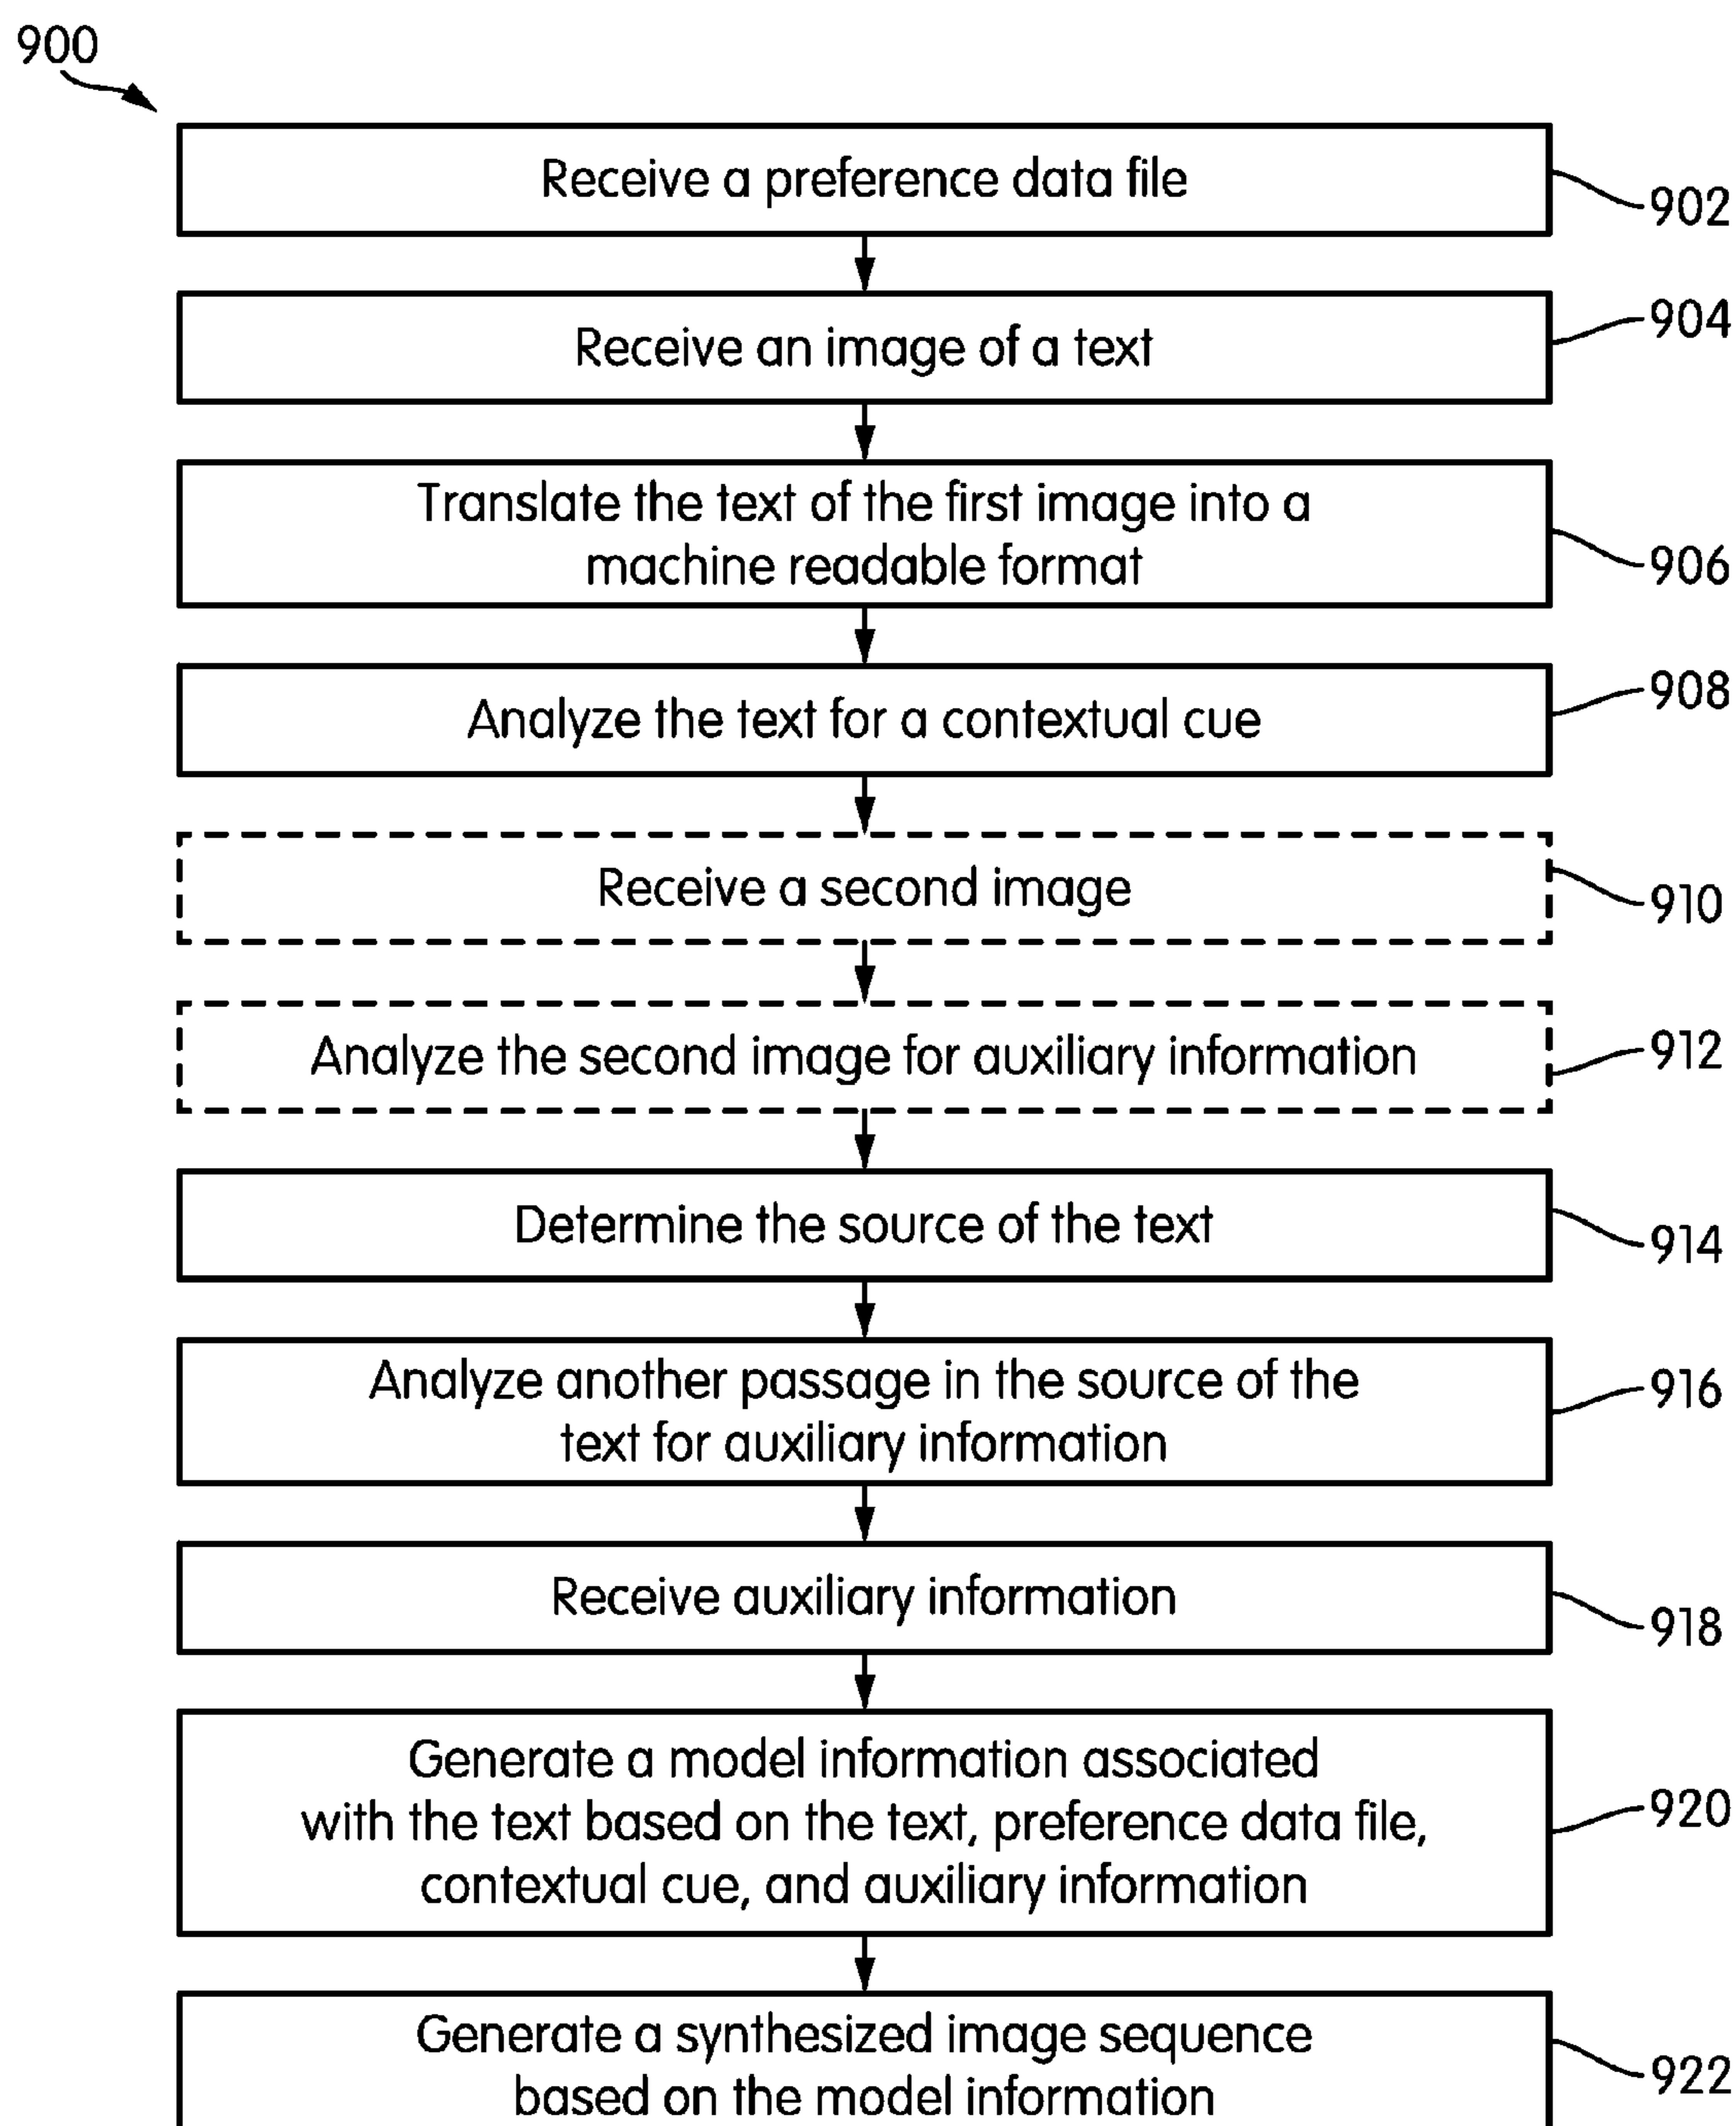 900
Receive a preference data file
902
Receive an image of a text
904
Translate the text of the first image into a
machine readable format
906
Analyze the text for a contextual cue
908
Receive a second image
910
Analyze the second image for auxiliary information
912
Determine the source of the text
914
Analyze another passage in the source of the
text for auxiliary information
916
Receive auxiliary information
918
Generate a model information associated
with the text based on the text, preference data file,
contextual cue, and auxiliary information
920
Generate a synthesized image sequence
based on the model information
922